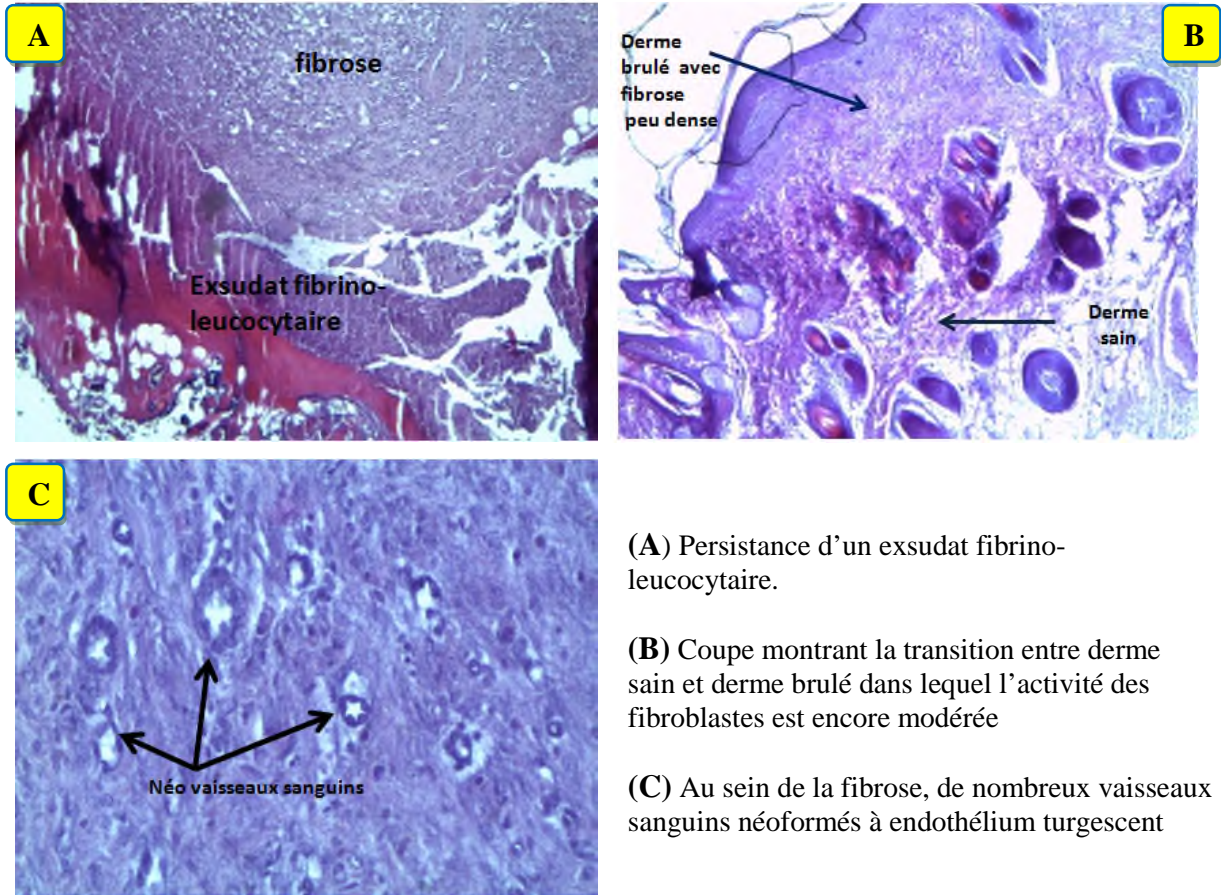 A
fibrose
Exsudat fibrino-
leucocytaire
B
Derme
brulé avec
fibrose
peu dense
Derme
sain
C
Néo vaisseaux sanguins
(A) Persistance d’un exsudat fibrino-
leucocytaire.
(B) Coupe montrant la transition entre derme
sain et derme brulé dans lequel l’activité des
fibroblastes est encore modérée
(C) Au sein de la fibrose, de nombreux vaisseaux
sanguins néoformés à endothélium turgescent